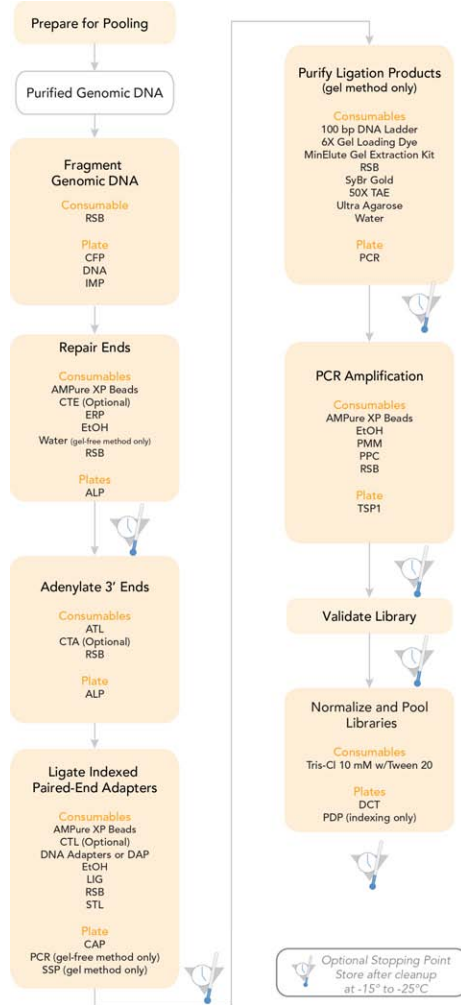 Prepare for Pooling
Purified Genomic DNA
Fragment
Genomic DNA
Consumable
RSB
Plate
CFP
DNA
IMP
Repair Ends
Consumables
AMPure XP Beads
CTE (Optional)
ERP
EtOH
Water (gel-free method only)
RSB
Plates
ALP
Adenylate 3’ Ends
Consumables
ATL
CTA (Optional)
RSB
Plate
ALP
Ligate Indexed
Paired-End Adapters
Consumables
AMPure XP Beads
CTL (Optional)
DNA Adapters or DAP
EtOH
LIG
RSB
STL
Plate
CAP
PCR (gel-free method only)
SSP (gel method only)
Purify Ligation Products
(gel method only)
Consumables
100 bp DNA Ladder
6X Gel Loading Dye
MinElute Gel Extraction Kit
RSB
SyBr Gold
50X TAE
Ultra Agarose
Water
Plate
PCR
PCR Amplification
Consumables
AMPure XP Beads
EtOH
PMM
PPC
RSB
Plate
TSP1
Validate Library
Normalize and Pool
Libraries
Consumables
Tris-Cl 10 mM w/Tween 20
Plates
DCT
PDP (indexing only)
Optional Stopping Point
Store after cleanup
at -15° to -25°C